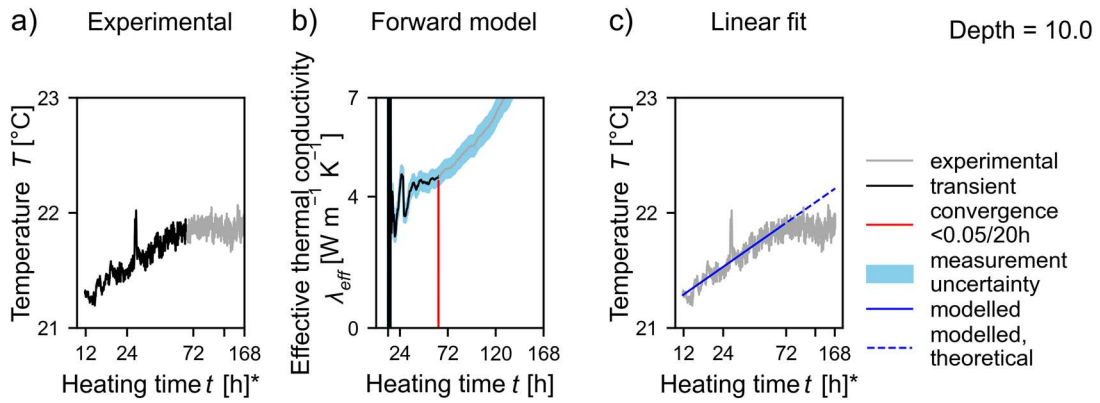 a) Experimental
b) Forward model
c) Linear fit
Depth = 10.0
Temperature T [°C]
23
22
21
12 24 72 168
Heating time t [h]*
Effective thermal conductivity
λeff [W m⁻¹ K⁻¹]
7
4
0
24 72 120 168
Heating time t [h]
Temperature T [°C]
23
22
21
12 24 72 168
Heating time t [h]*
experimental
transient
convergence
<0.05/20h
measurement
uncertainty
modelled
modelled,
theoretical